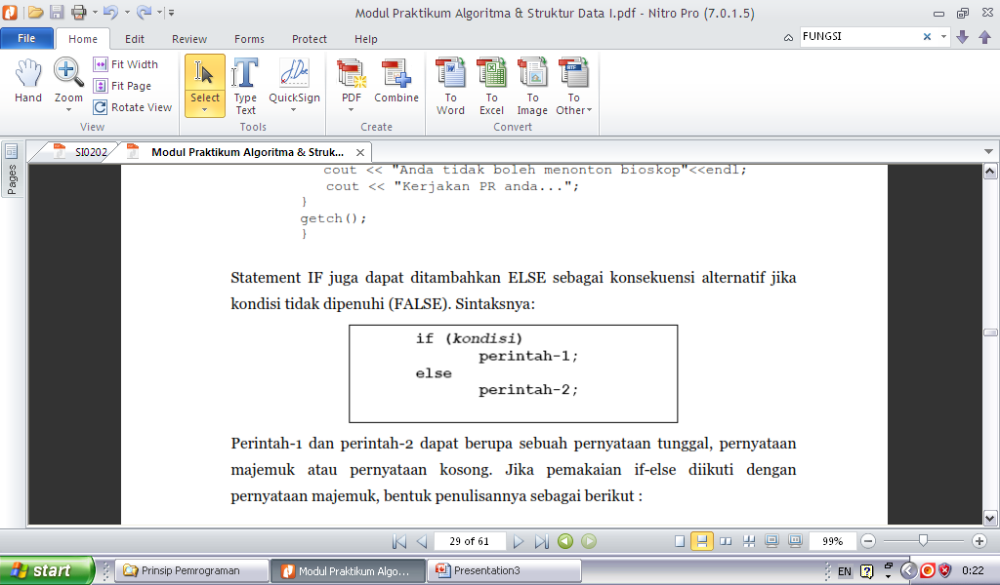 Modul Praktikum Algoritma & Struktur Data I.pdf - Nitro Pro (7.0.1.5)
File Home Edit Review Forms Protect Help FUNGSI
Hand Zoom Fit Width
Fit Page
Rotate View
View
Select Type Text QuickSign
Tools
PDF Combine
Create
To Word To Excel To Image To Other
Convert
SI0202 Modul Praktikum Algoritma & Struk...
Pages
cout << "Anda tidak boleh menonton bioskop"<<endl;
cout << "Kerjakan PR anda...";
}
getch();
}
Statement IF juga dapat ditambahkan ELSE sebagai konsekuensi alternatif jika
kondisi tidak dipenuhi (FALSE). Sintaksnya:
if (kondisi)
perintah-1;
else
perintah-2;
Perintah-1 dan perintah-2 dapat berupa sebuah pernyataan tunggal, pernyataan
majemuk atau pernyataan kosong. Jika pemakaian if-else diikuti dengan
pernyataan majemuk, bentuk penulisannya sebagai berikut :
29 of 61 99%
start Prinsip Pemrograman Modul Praktikum Algo... Presentation3 EN 0:22